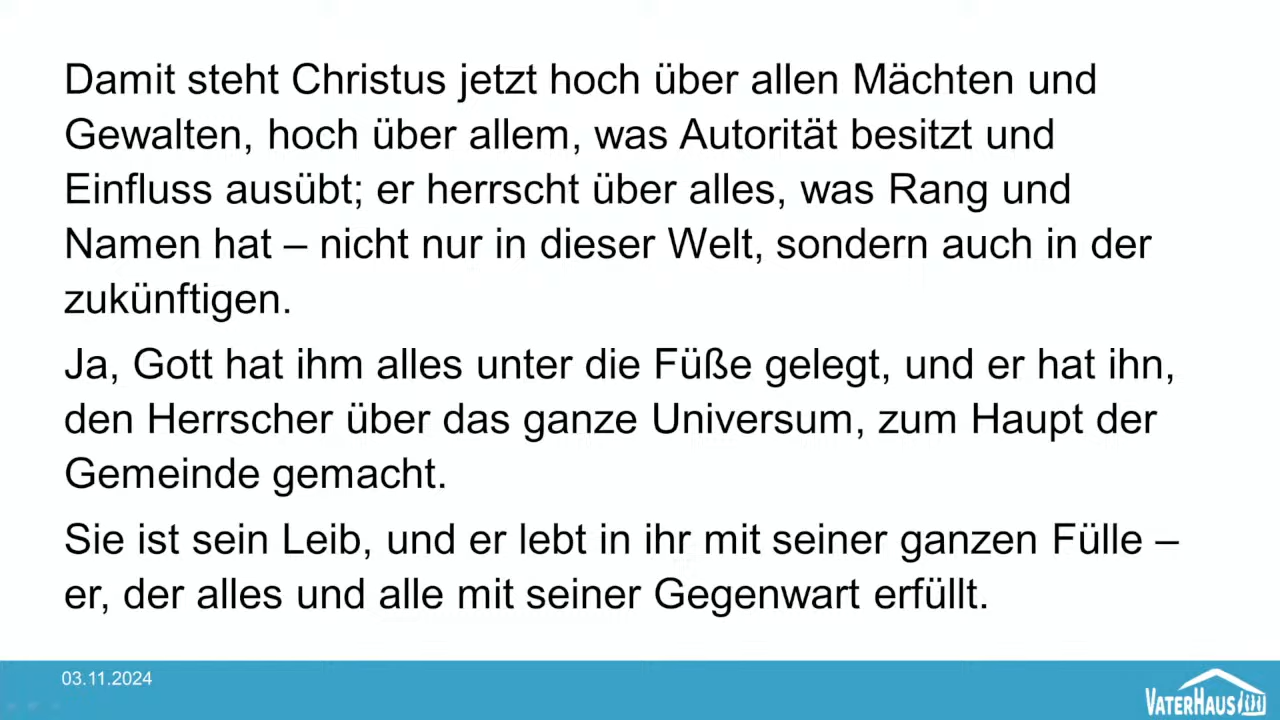 Damit steht Christus jetzt hoch über allen Mächten und
Gewalten, hoch über allem, was Autorität besitzt und
Einfluss ausübt; er herrscht über alles, was Rang und
Namen hat – nicht nur in dieser Welt, sondern auch in der
zukünftigen.
Ja, Gott hat ihm alles unter die Füße gelegt, und er hat ihn,
den Herrscher über das ganze Universum, zum Haupt der
Gemeinde gemacht.
Sie ist sein Leib, und er lebt in ihr mit seiner ganzen Fülle –
er, der alles und alle mit seiner Gegenwart erfüllt.
03.11.2024
VATERHAUS